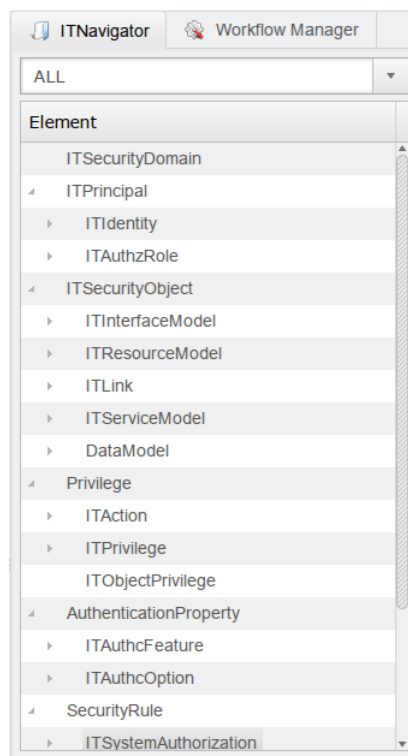 ITNavigator Workflow Manager
ALL
Element
ITSecurityDomain
ITPrincipal
ITIdentity
ITAuthzRole
ITSecurityObject
ITInterfaceModel
ITResourceModel
ITLink
ITServiceModel
DataModel
Privilege
ITAction
ITPrivilege
ITObjectPrivilege
AuthenticationProperty
ITAuthcFeature
ITAuthcOption
SecurityRule
ITSystemAuthorization